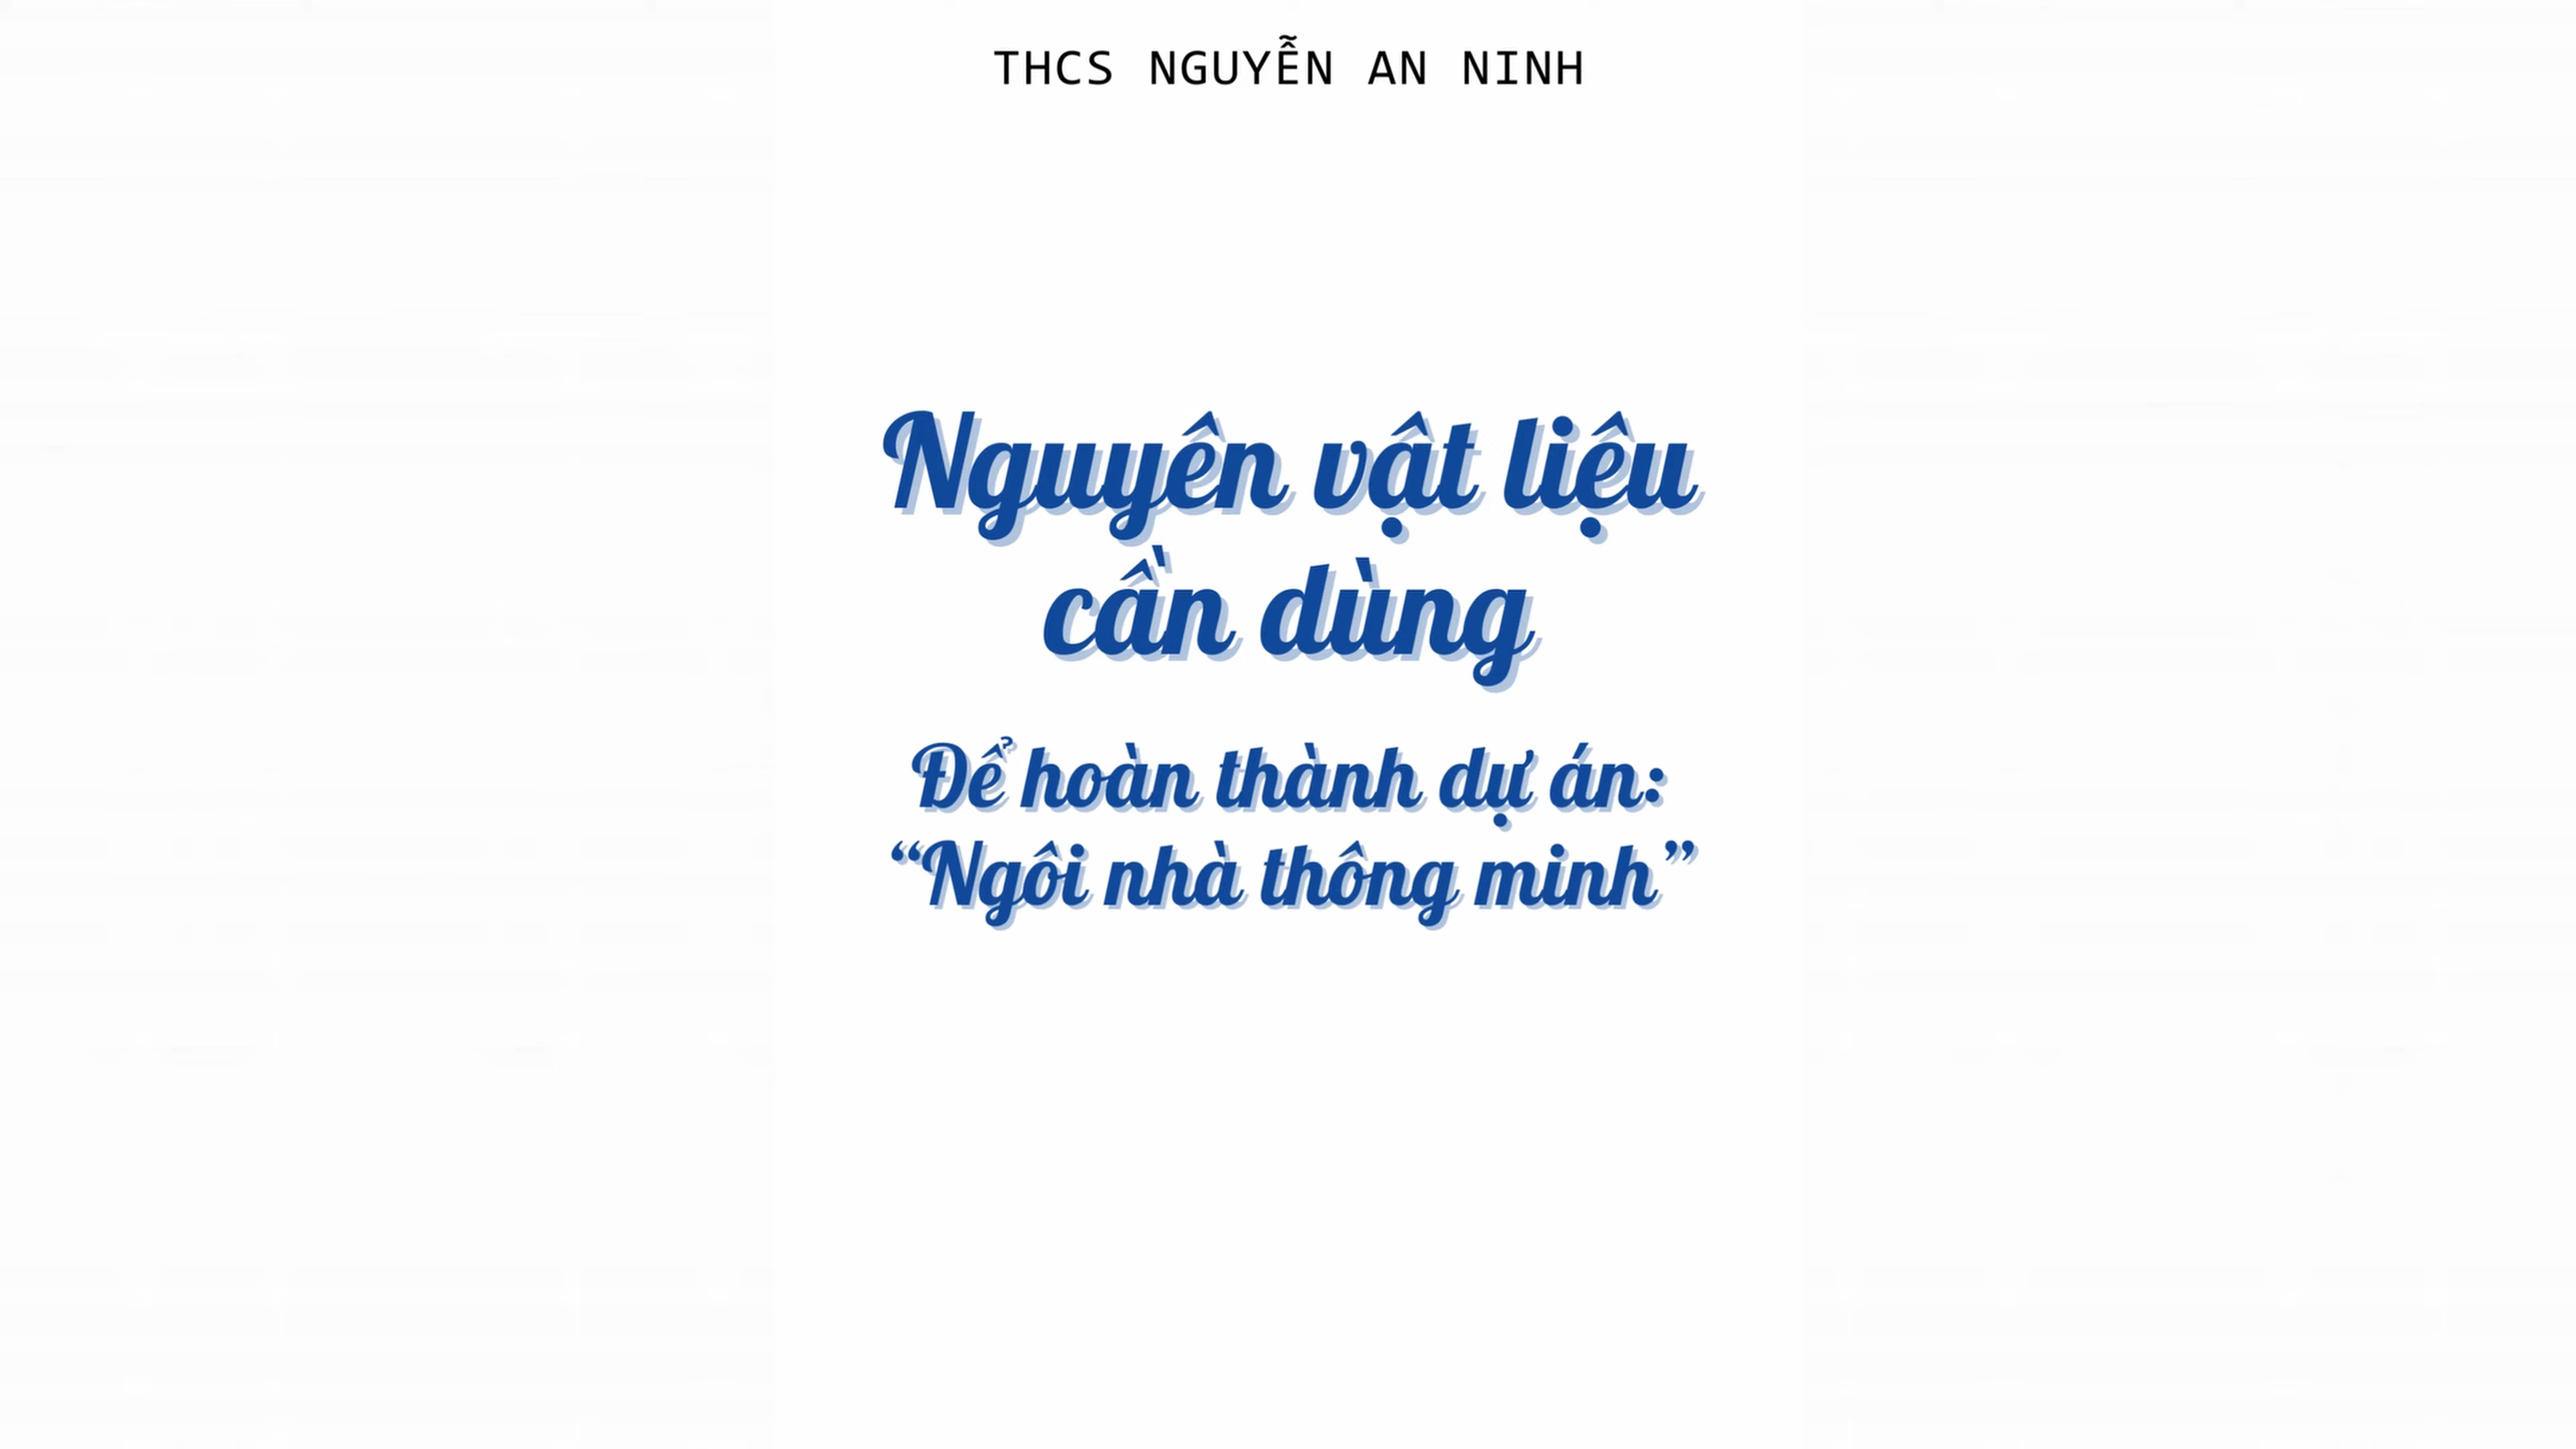 THCS NGUYỄN AN NINH
Nguyên vật liệu
cần dùng
Để hoàn thành dự án:
“Ngôi nhà thông minh”